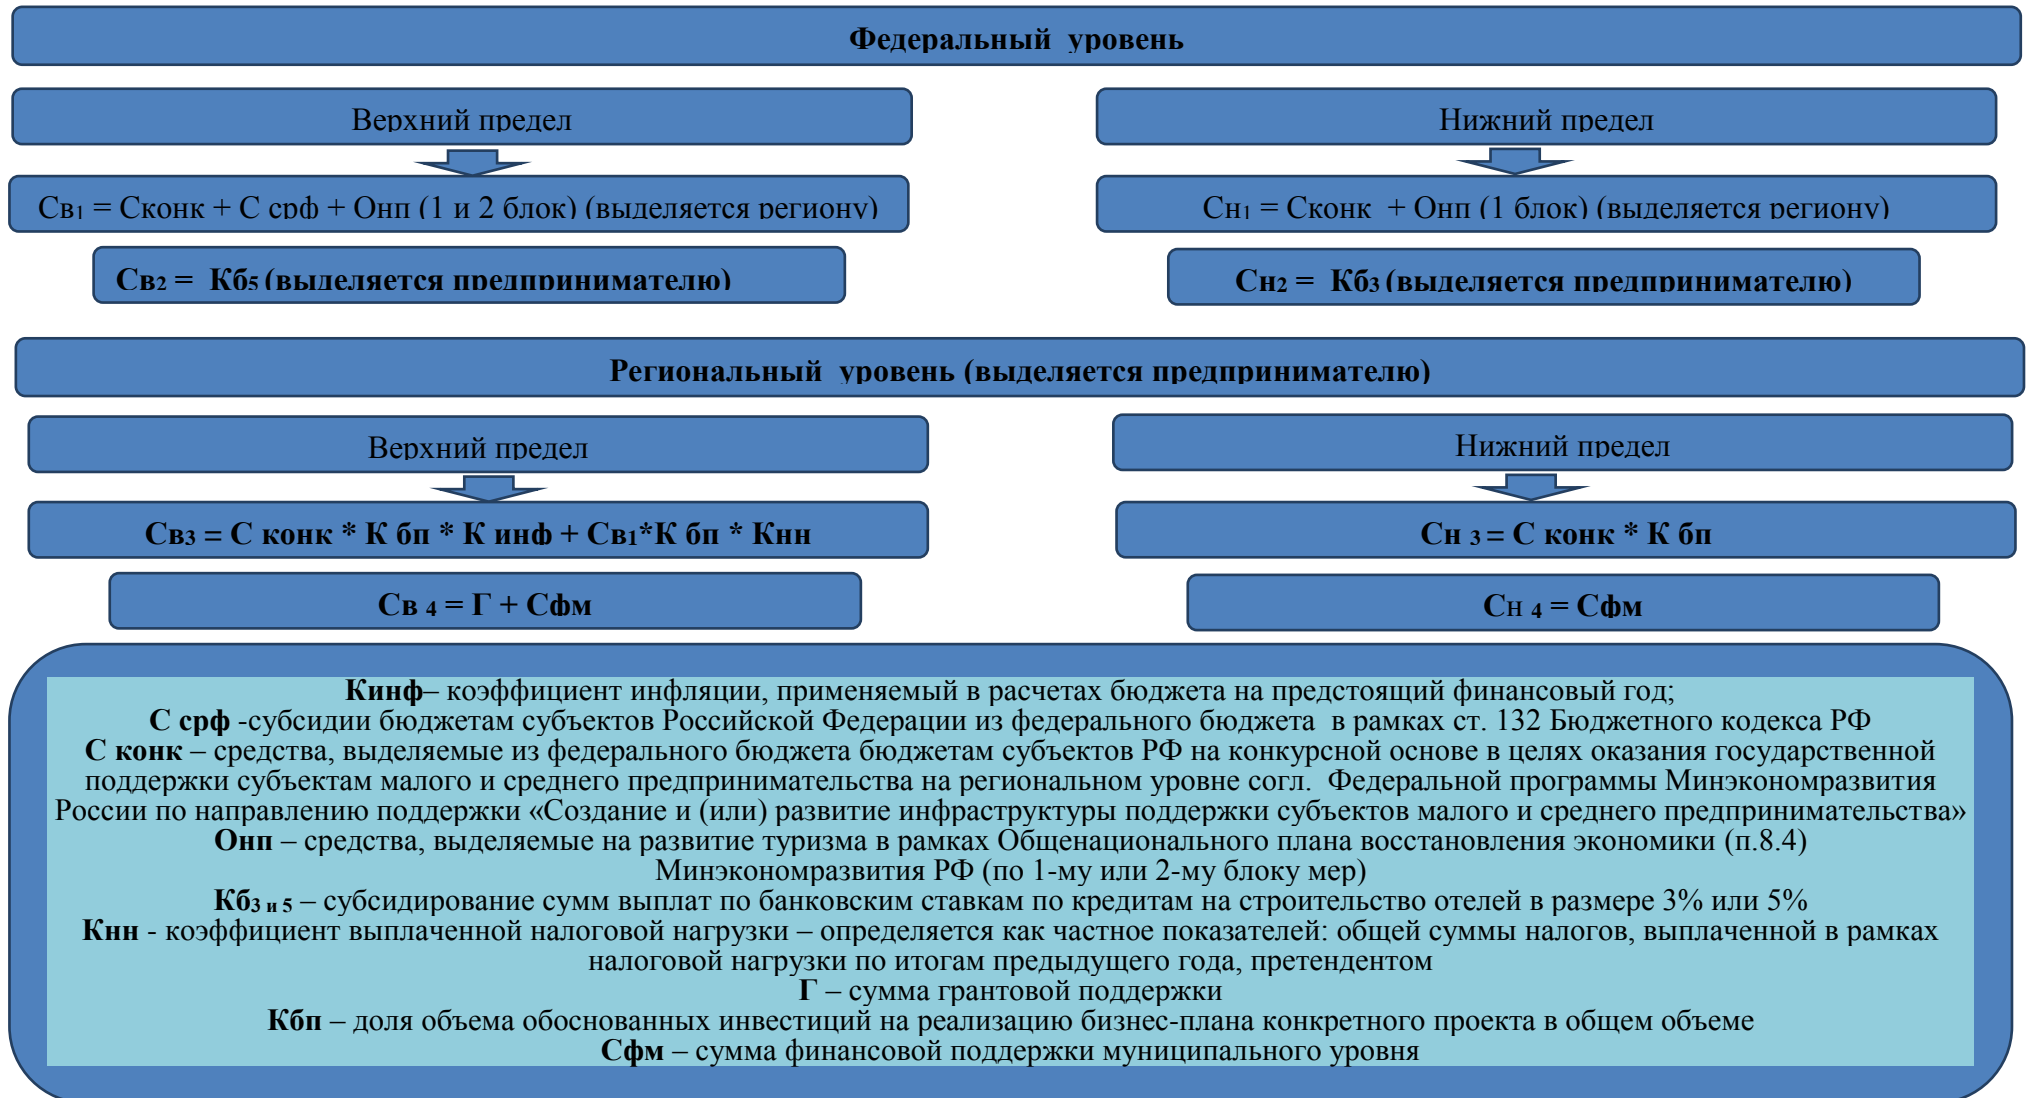 Федеральный уровень
Верхний предел
Нижний предел
Св₁ = Сконк + С срф + Онп (1 и 2 блок) (выделяется региону)
Сн₁ = Сконк + Онп (1 блок) (выделяется региону)
Св₂ = Кб₅ (выделяется предпринимателю)
Сн₂ = Кб₃ (выделяется предпринимателю)
Региональный уровень (выделяется предпринимателю)
Верхний предел
Нижний предел
Св₃ = С конк * К бп * К инф + Св₁*К бп * Кнн
Сн ₃ = С конк * К бп
Св ₄ = Г + Сфм
Сн ₄ = Сфм
Кинф– коэффициент инфляции, применяемый в расчетах бюджета на предстоящий финансовый год;
С срф -субсидии бюджетам субъектов Российской Федерации из федерального бюджета в рамках ст. 132 Бюджетного кодекса РФ
С конк – средства, выделяемые из федерального бюджета бюджетам субъектов РФ на конкурсной основе в целях оказания государственной
поддержки субъектам малого и среднего предпринимательства на региональном уровне согл. Федеральной программы Минэкономразвития
России по направлению поддержки «Создание и (или) развитие инфраструктуры поддержки субъектов малого и среднего предпринимательства»
Онп – средства, выделяемые на развитие туризма в рамках Общенационального плана восстановления экономики (п.8.4)
Минэкономразвития РФ (по 1-му или 2-му блоку мер)
Кб₃ и ₅ – субсидирование сумм выплат по банковским ставкам по кредитам на строительство отелей в размере 3% или 5%
Кнн - коэффициент выплаченной налоговой нагрузки – определяется как частное показателей: общей суммы налогов, выплаченной в рамках
налоговой нагрузки по итогам предыдущего года, претендентом
Г – сумма грантовой поддержки
Кбп – доля объема обоснованных инвестиций на реализацию бизнес-плана конкретного проекта в общем объеме
Сфм – сумма финансовой поддержки муниципального уровня